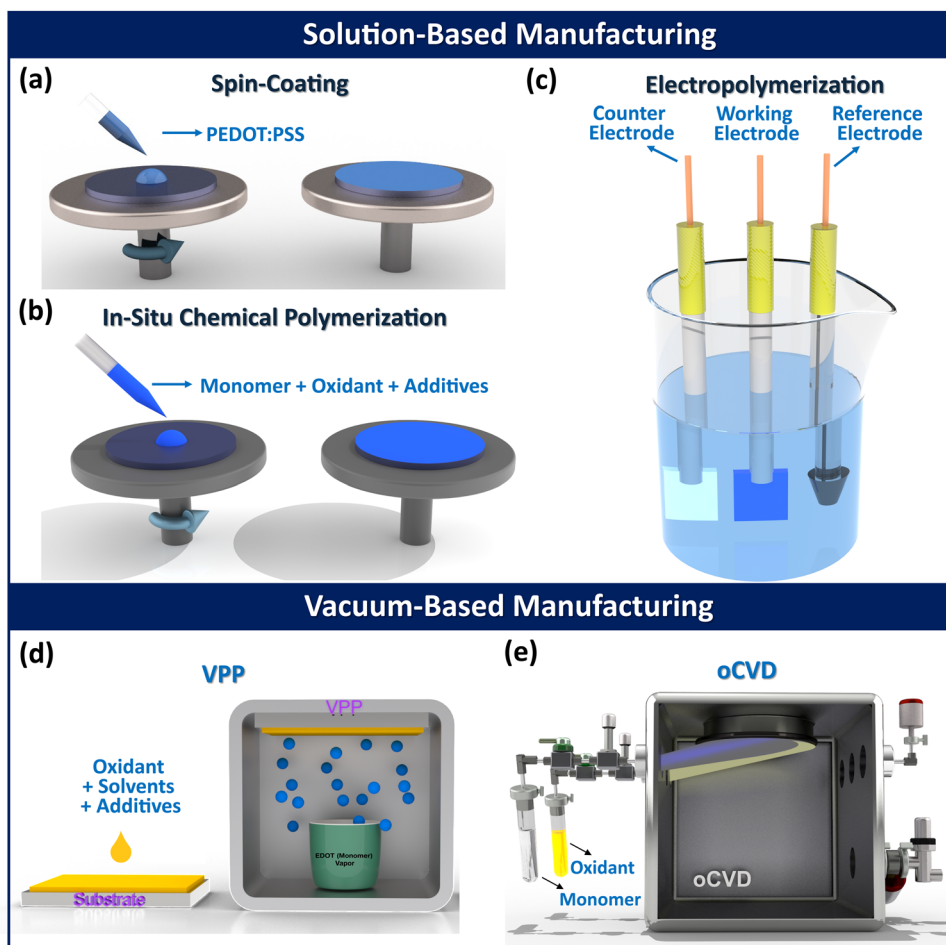 Solution-Based Manufacturing
(a)
Spin-Coating
PEDOT:PSS
(b)
In-Situ Chemical Polymerization
Monomer + Oxidant + Additives
(c)
Electropolymerization
Counter
Electrode
Working
Electrode
Reference
Electrode
Vacuum-Based Manufacturing
(d)
VPP
Oxidant
+ Solvents
+ Additives
Substrate
VPP
EDOT (Monomer)
Vapor
(e)
oCVD
Oxidant
Monomer
oCVD